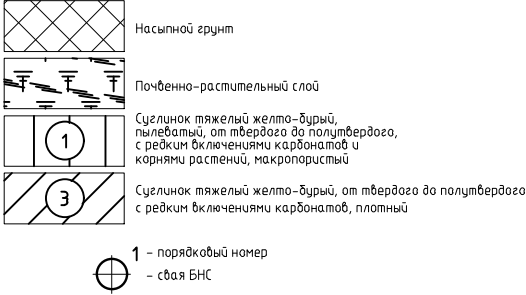 Насыпной грунт
Почвенно-растительный слой
1
Суглинок тяжелый желто-бурый,
пылеватый, от твердого до полутвердого,
с редким включениями карбонатов и
корнями растений, макропористый
3
Суглинок тяжелый желто-бурый, от твердого до полутвердого
с редким включениями карбонатов, плотный
1 - порядковый номер
- свая БНС